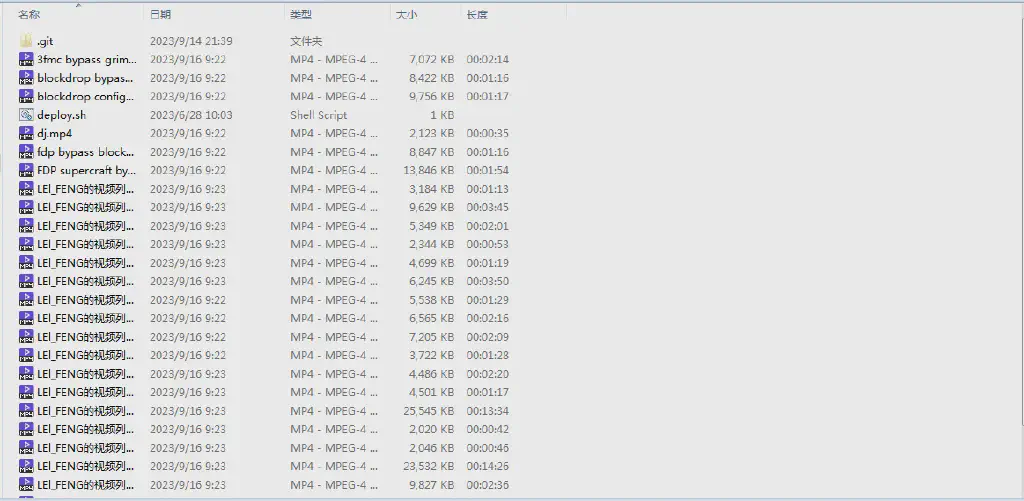 名称 日期 类型 大小 长度
.git 2023/9/14 21:39 文件夹
3fmc bypass grim... 2023/9/16 9:22 MP4 - MPEG-4 ... 7,072 KB 00:02:14
blockdrop bypas... 2023/9/16 9:22 MP4 - MPEG-4 ... 8,422 KB 00:01:16
blockdrop config... 2023/9/16 9:22 MP4 - MPEG-4 ... 9,756 KB 00:01:17
deploy.sh 2023/6/28 10:03 Shell Script 1 KB
dj.mp4 2023/9/16 9:22 MP4 - MPEG-4 ... 2,123 KB 00:00:35
fdp bypass block... 2023/9/16 9:22 MP4 - MPEG-4 ... 8,847 KB 00:01:16
FDP supercraft by... 2023/9/16 9:22 MP4 - MPEG-4 ... 13,846 KB 00:01:54
LEl_FENG的视频列... 2023/9/16 9:23 MP4 - MPEG-4 ... 3,184 KB 00:01:13
LEl_FENG的视频列... 2023/9/16 9:23 MP4 - MPEG-4 ... 9,629 KB 00:03:45
LEl_FENG的视频列... 2023/9/16 9:23 MP4 - MPEG-4 ... 5,349 KB 00:02:01
LEl_FENG的视频列... 2023/9/16 9:23 MP4 - MPEG-4 ... 2,344 KB 00:00:53
LEl_FENG的视频列... 2023/9/16 9:23 MP4 - MPEG-4 ... 4,699 KB 00:01:19
LEl_FENG的视频列... 2023/9/16 9:23 MP4 - MPEG-4 ... 6,245 KB 00:03:50
LEl_FENG的视频列... 2023/9/16 9:22 MP4 - MPEG-4 ... 5,538 KB 00:01:29
LEl_FENG的视频列... 2023/9/16 9:22 MP4 - MPEG-4 ... 6,565 KB 00:02:16
LEl_FENG的视频列... 2023/9/16 9:22 MP4 - MPEG-4 ... 7,205 KB 00:02:09
LEl_FENG的视频列... 2023/9/16 9:22 MP4 - MPEG-4 ... 3,722 KB 00:01:28
LEl_FENG的视频列... 2023/9/16 9:23 MP4 - MPEG-4 ... 4,486 KB 00:02:20
LEl_FENG的视频列... 2023/9/16 9:23 MP4 - MPEG-4 ... 4,501 KB 00:01:17
LEl_FENG的视频列... 2023/9/16 9:23 MP4 - MPEG-4 ... 25,545 KB 00:13:34
LEl_FENG的视频列... 2023/9/16 9:23 MP4 - MPEG-4 ... 2,020 KB 00:00:42
LEl_FENG的视频列... 2023/9/16 9:23 MP4 - MPEG-4 ... 2,046 KB 00:00:46
LEl_FENG的视频列... 2023/9/16 9:23 MP4 - MPEG-4 ... 23,532 KB 00:14:26
LEl_FENG的视频列... 2023/9/16 9:23 MP4 - MPEG-4 ... 9,827 KB 00:02:36